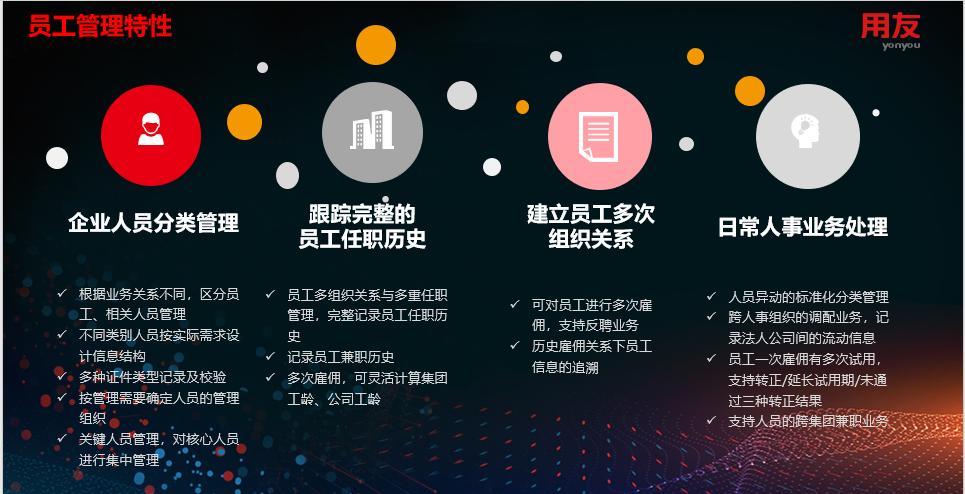 员工管理特性
用友
yonyou
企业人员分类管理
✓ 根据业务关系不同，区分员
工、相关人员管理
✓ 不同类别人员按实际需求设
计信息结构
✓ 多种证件类型记录及校验
✓ 按管理需要确定人员的管理
组织
✓ 关键人员管理，对核心人员
进行集中管理
跟踪完整的
员工任职历史
✓ 员工多组织关系与多重任职
管理，完整记录员工任职历
史
✓ 记录员工兼职历史
✓ 多次雇佣，可灵活计算集团
工龄、公司工龄
建立员工多次
组织关系
✓ 可对员工进行多次雇
佣，支持反聘业务
✓ 历史雇佣关系下员工
信息的追溯
日常人事业务处理
✓ 人员异动的标准化分类管理
✓ 跨人事组织的调配业务，记
录法人公司间的流动信息
✓ 员工一次雇佣有多次试用，
支持转正/延长试用期/未通
过三种转正结果
✓ 支持人员的跨集团兼职业务